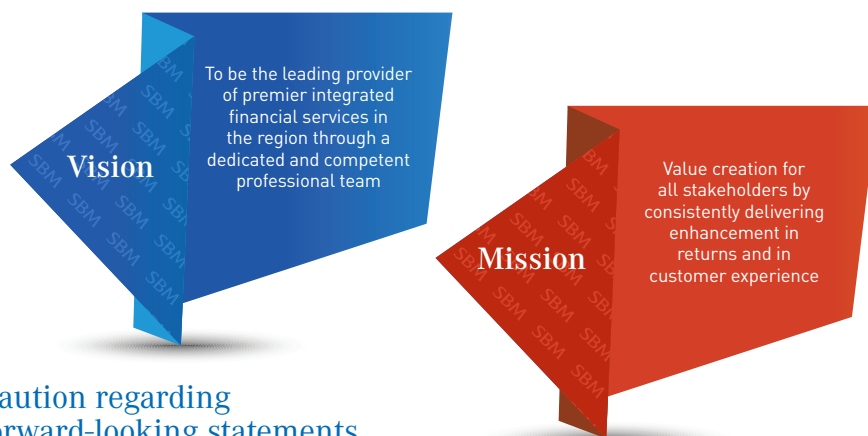 Vision
To be the leading provider
of premier integrated
financial services in
the region through a
dedicated and competent
professional team
Mission
Value creation for
all stakeholders by
consistently delivering
enhancement in
returns and in
customer experience
aution regarding
orward-looking statements